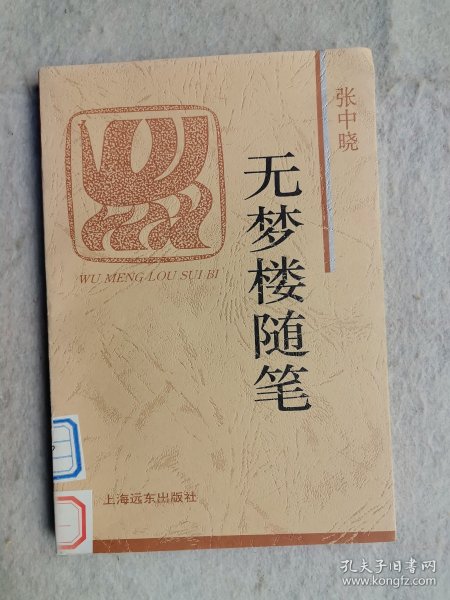 张中晓
无梦楼随笔
WU MENG LOU SUI BI
上海远东出版社
孔夫子旧书网
www.kongfz.com